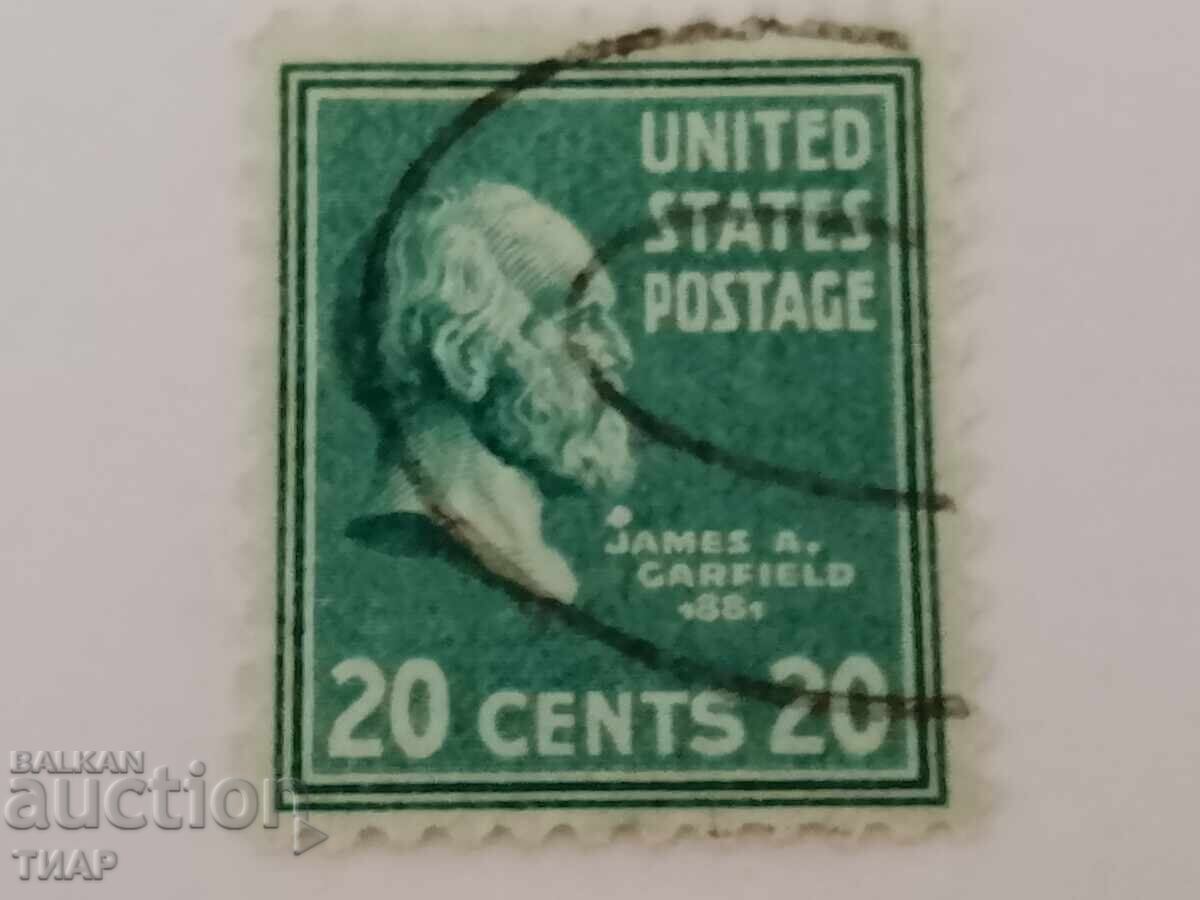 UNITED
STATES
POSTAGE
JAMES A.
GARFIELD
1881
20 CENTS 20
BALKAN
auction
ТИАР